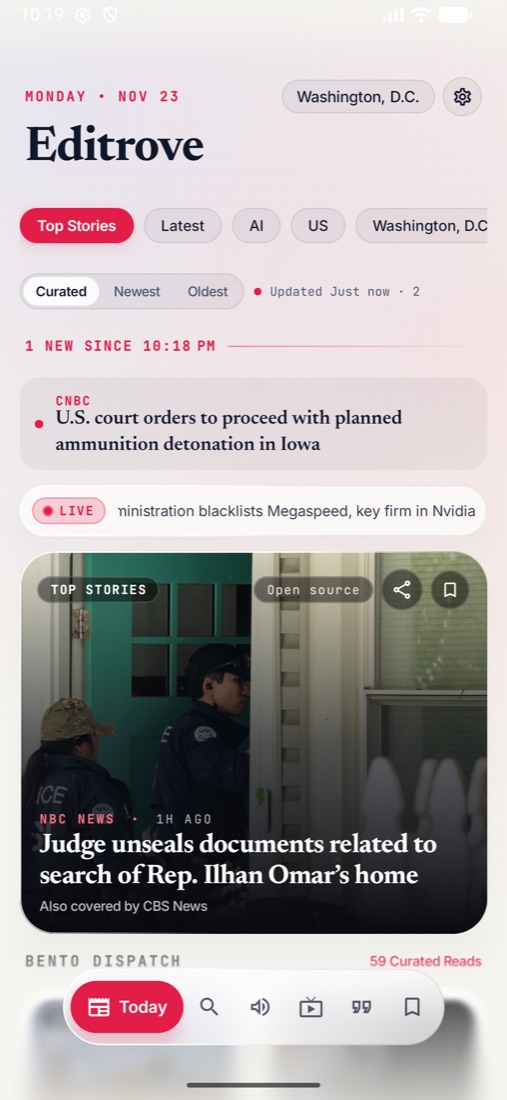 10:19
MONDAY • NOV 23
Washington, D.C.
Editrove
Top Stories
Latest
AI
US
Washington, D.C
Curated
Newest
Oldest
Updated Just now · 2
1 NEW SINCE 10:18 PM
CNBC
U.S. court orders to proceed with planned
ammunition detonation in Iowa
LIVE
ministration blacklists Megaspeed, key firm in Nvidia
TOP STORIES
Open source
ICE
NBC NEWS • 1H AGO
Judge unseals documents related to
search of Rep. Ilhan Omar’s home
Also covered by CBS News
BENTO DISPATCH
59 Curated Reads
Today